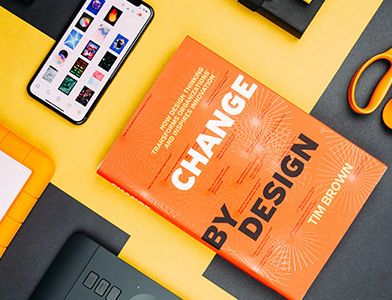 HOW DESIGN THINKING
TRANSFORMS ORGANIZATIONS
AND INSPIRES INNOVATION
CHANGE
BY
DESIGN
TIM BROWN